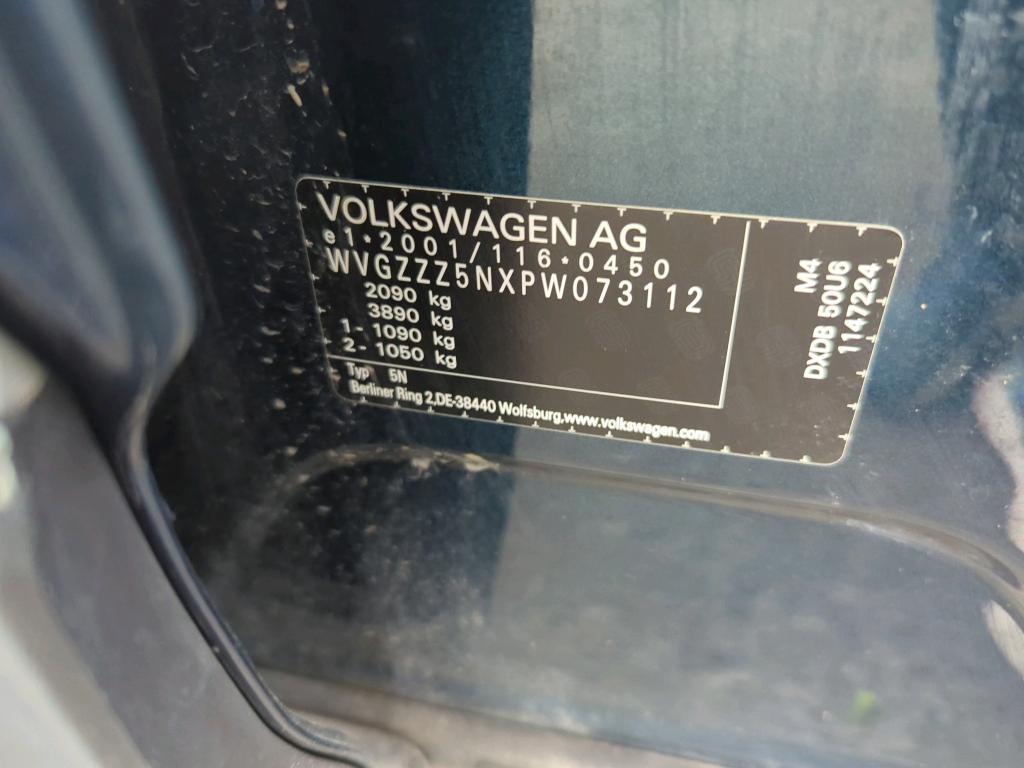 VOLKSWAGEN AG
e1*2001/116*0450
WVGZZZ5NXPW073112
2090 kg
3890 kg
1- 1090 kg
2- 1050 kg
Typ 5N
Berliner Ring 2,DE-38440 Wolfsburg,www.volkswagen.com
M4
DXDB 50U6
1147224